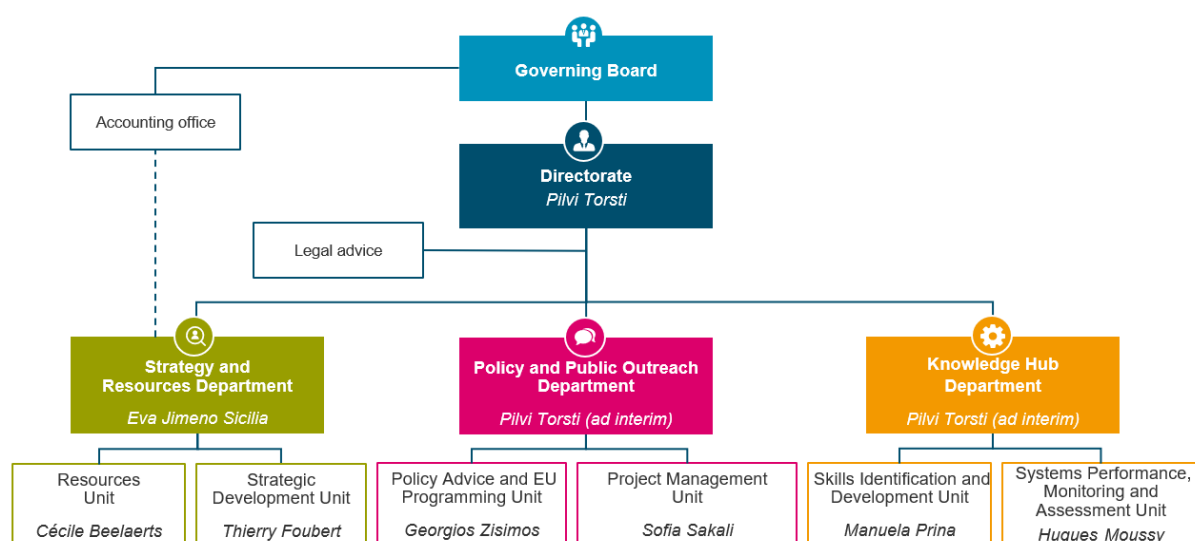 Governing Board
Accounting office
Directorate
Pilvi Torsti
Legal advice
Strategy and
Resources Department
Eva Jimeno Sicilia
Policy and Public Outreach
Department
Pilvi Torsti (ad interim)
Knowledge Hub
Department
Pilvi Torsti (ad interim)
Resources
Unit
Cécile Beelaerts
Strategic
Development Unit
Thierry Foubert
Policy Advice and EU
Programming Unit
Georgios Zisimos
Project Management
Unit
Sofia Sakali
Skills Identification and
Development Unit
Manuela Prina
Systems Performance,
Monitoring and
Assessment Unit
Hugues Moussy